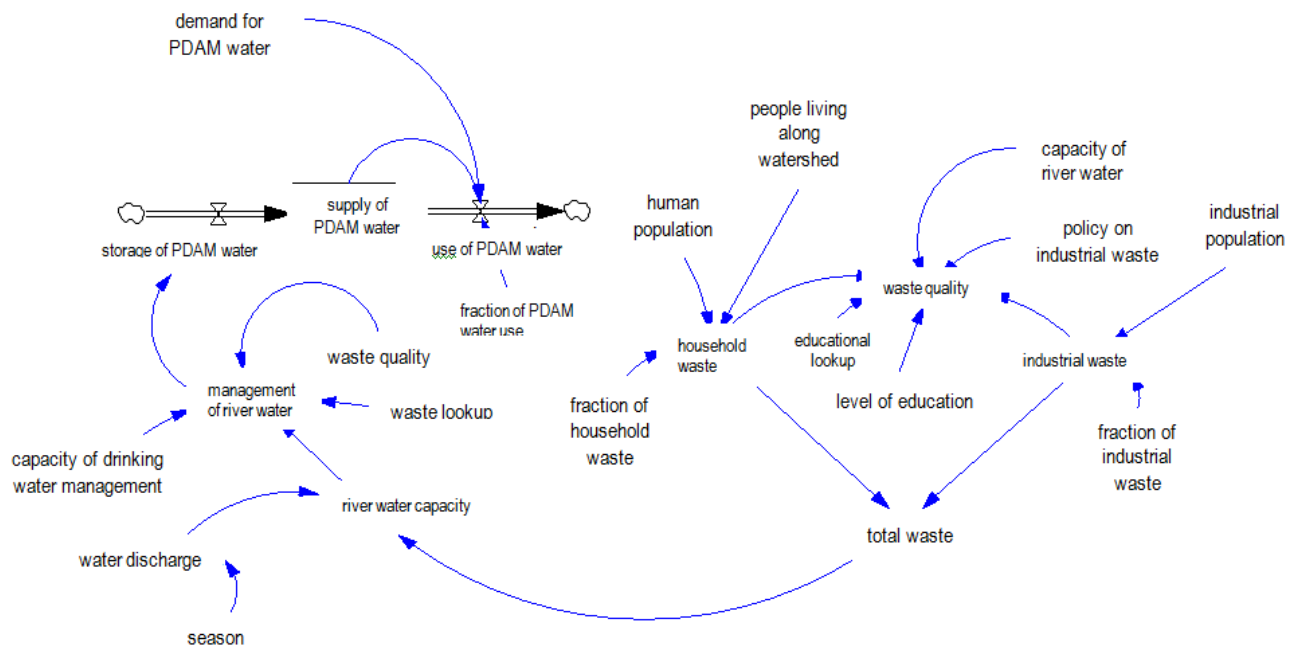 demand for
PDAM water
people living
along
watershed
capacity of
river water
supply of
PDAM water
human
population
policy on
industrial waste
industrial
population
storage of PDAM water
use of PDAM water
waste quality
fraction of PDAM
water use
household
waste
educational
lookup
industrial waste
waste quality
management
of river water
waste lookup
level of education
fraction of
household
waste
fraction of
industrial
waste
capacity of drinking
water management
river water capacity
total waste
water discharge
season